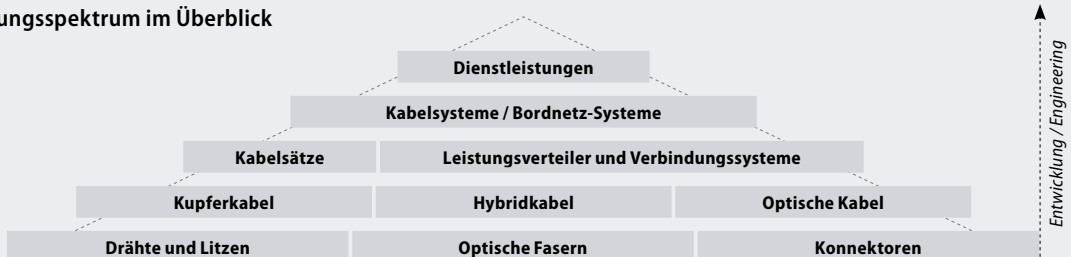 im Überblick
Dienstleistungen
Kabelsysteme / Bordnetz-Systeme
Kabelsätze Leistungsverteiler und Verbindungssysteme
Kupferkabel Hybridkabel Optische Kabel
Drähte und Litzen Optische Fasern Konnektoren
Entwicklung / Engineering